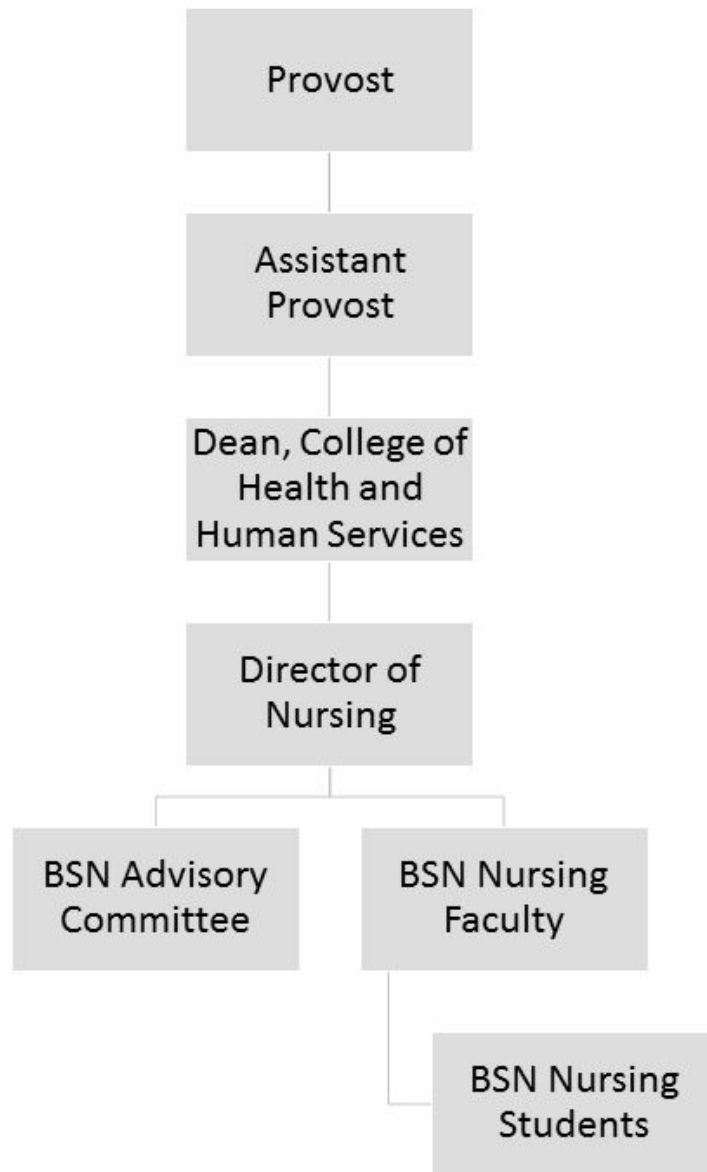 Provost
Assistant
Provost
Dean, College of
Health and
Human Services
Director of
Nursing
BSN Advisory
Committee
BSN Nursing
Faculty
BSN Nursing
Students